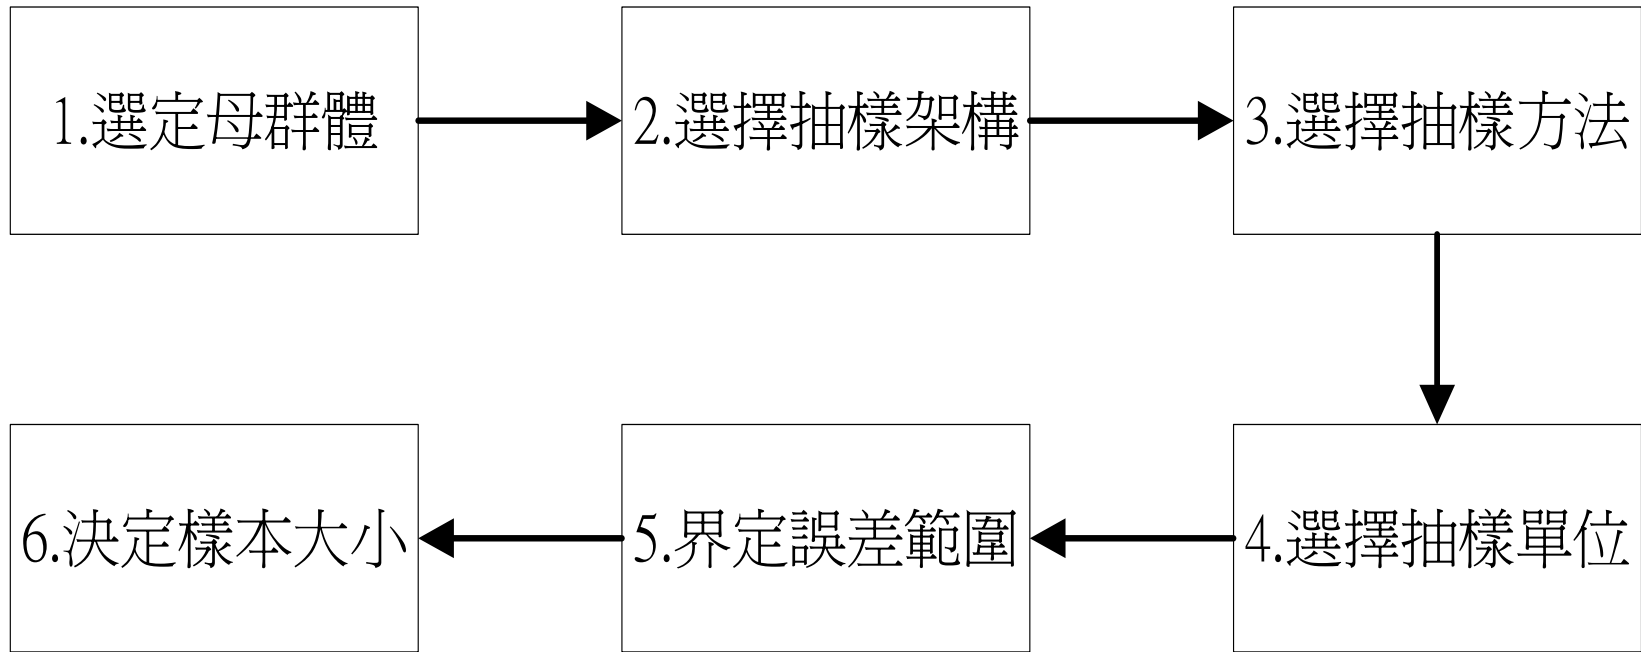 1.選定母群體
2.選擇抽樣架構
3.選擇抽樣方法
4.選擇抽樣單位
5.界定誤差範圍
6.決定樣本大小